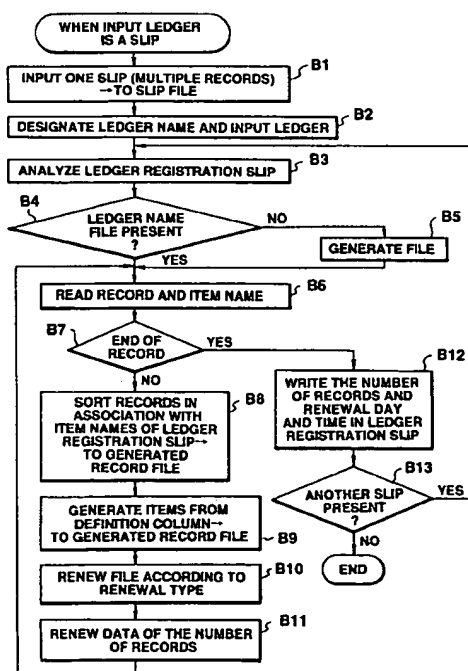 WHEN INPUT LEDGER
IS A SLIP
B1
INPUT ONE SLIP (MULTIPLE RECORDS)
→TO SLIP FILE
B2
DESIGNATE LEDGER NAME AND INPUT LEDGER
B3
ANALYZE LEDGER REGISTRATION SLIP
B4
LEDGER NAME
FILE PRESENT
?
NO
YES
B5
GENERATE FILE
B6
READ RECORD AND ITEM NAME
B7
END OF
RECORD
YES
NO
B8
SORT RECORDS IN
ASSOCIATION WITH
ITEM NAMES OF LEDGER
REGISTRATION SLIP→
TO GENERATED
RECORD FILE
B9
GENERATE ITEMS FROM
DEFINITION COLUMN→
TO GENERATED RECORD FILE
B10
RENEW FILE ACCORDING TO
RENEWAL TYPE
B11
RENEW DATA OF THE NUMBER
OF RECORDS
B12
WRITE THE NUMBER
OF RECORDS AND
RENEWAL DAY
AND TIME IN LEDGER
REGISTRATION SLIP
B13
ANOTHER SLIP
PRESENT
?
YES
NO
END